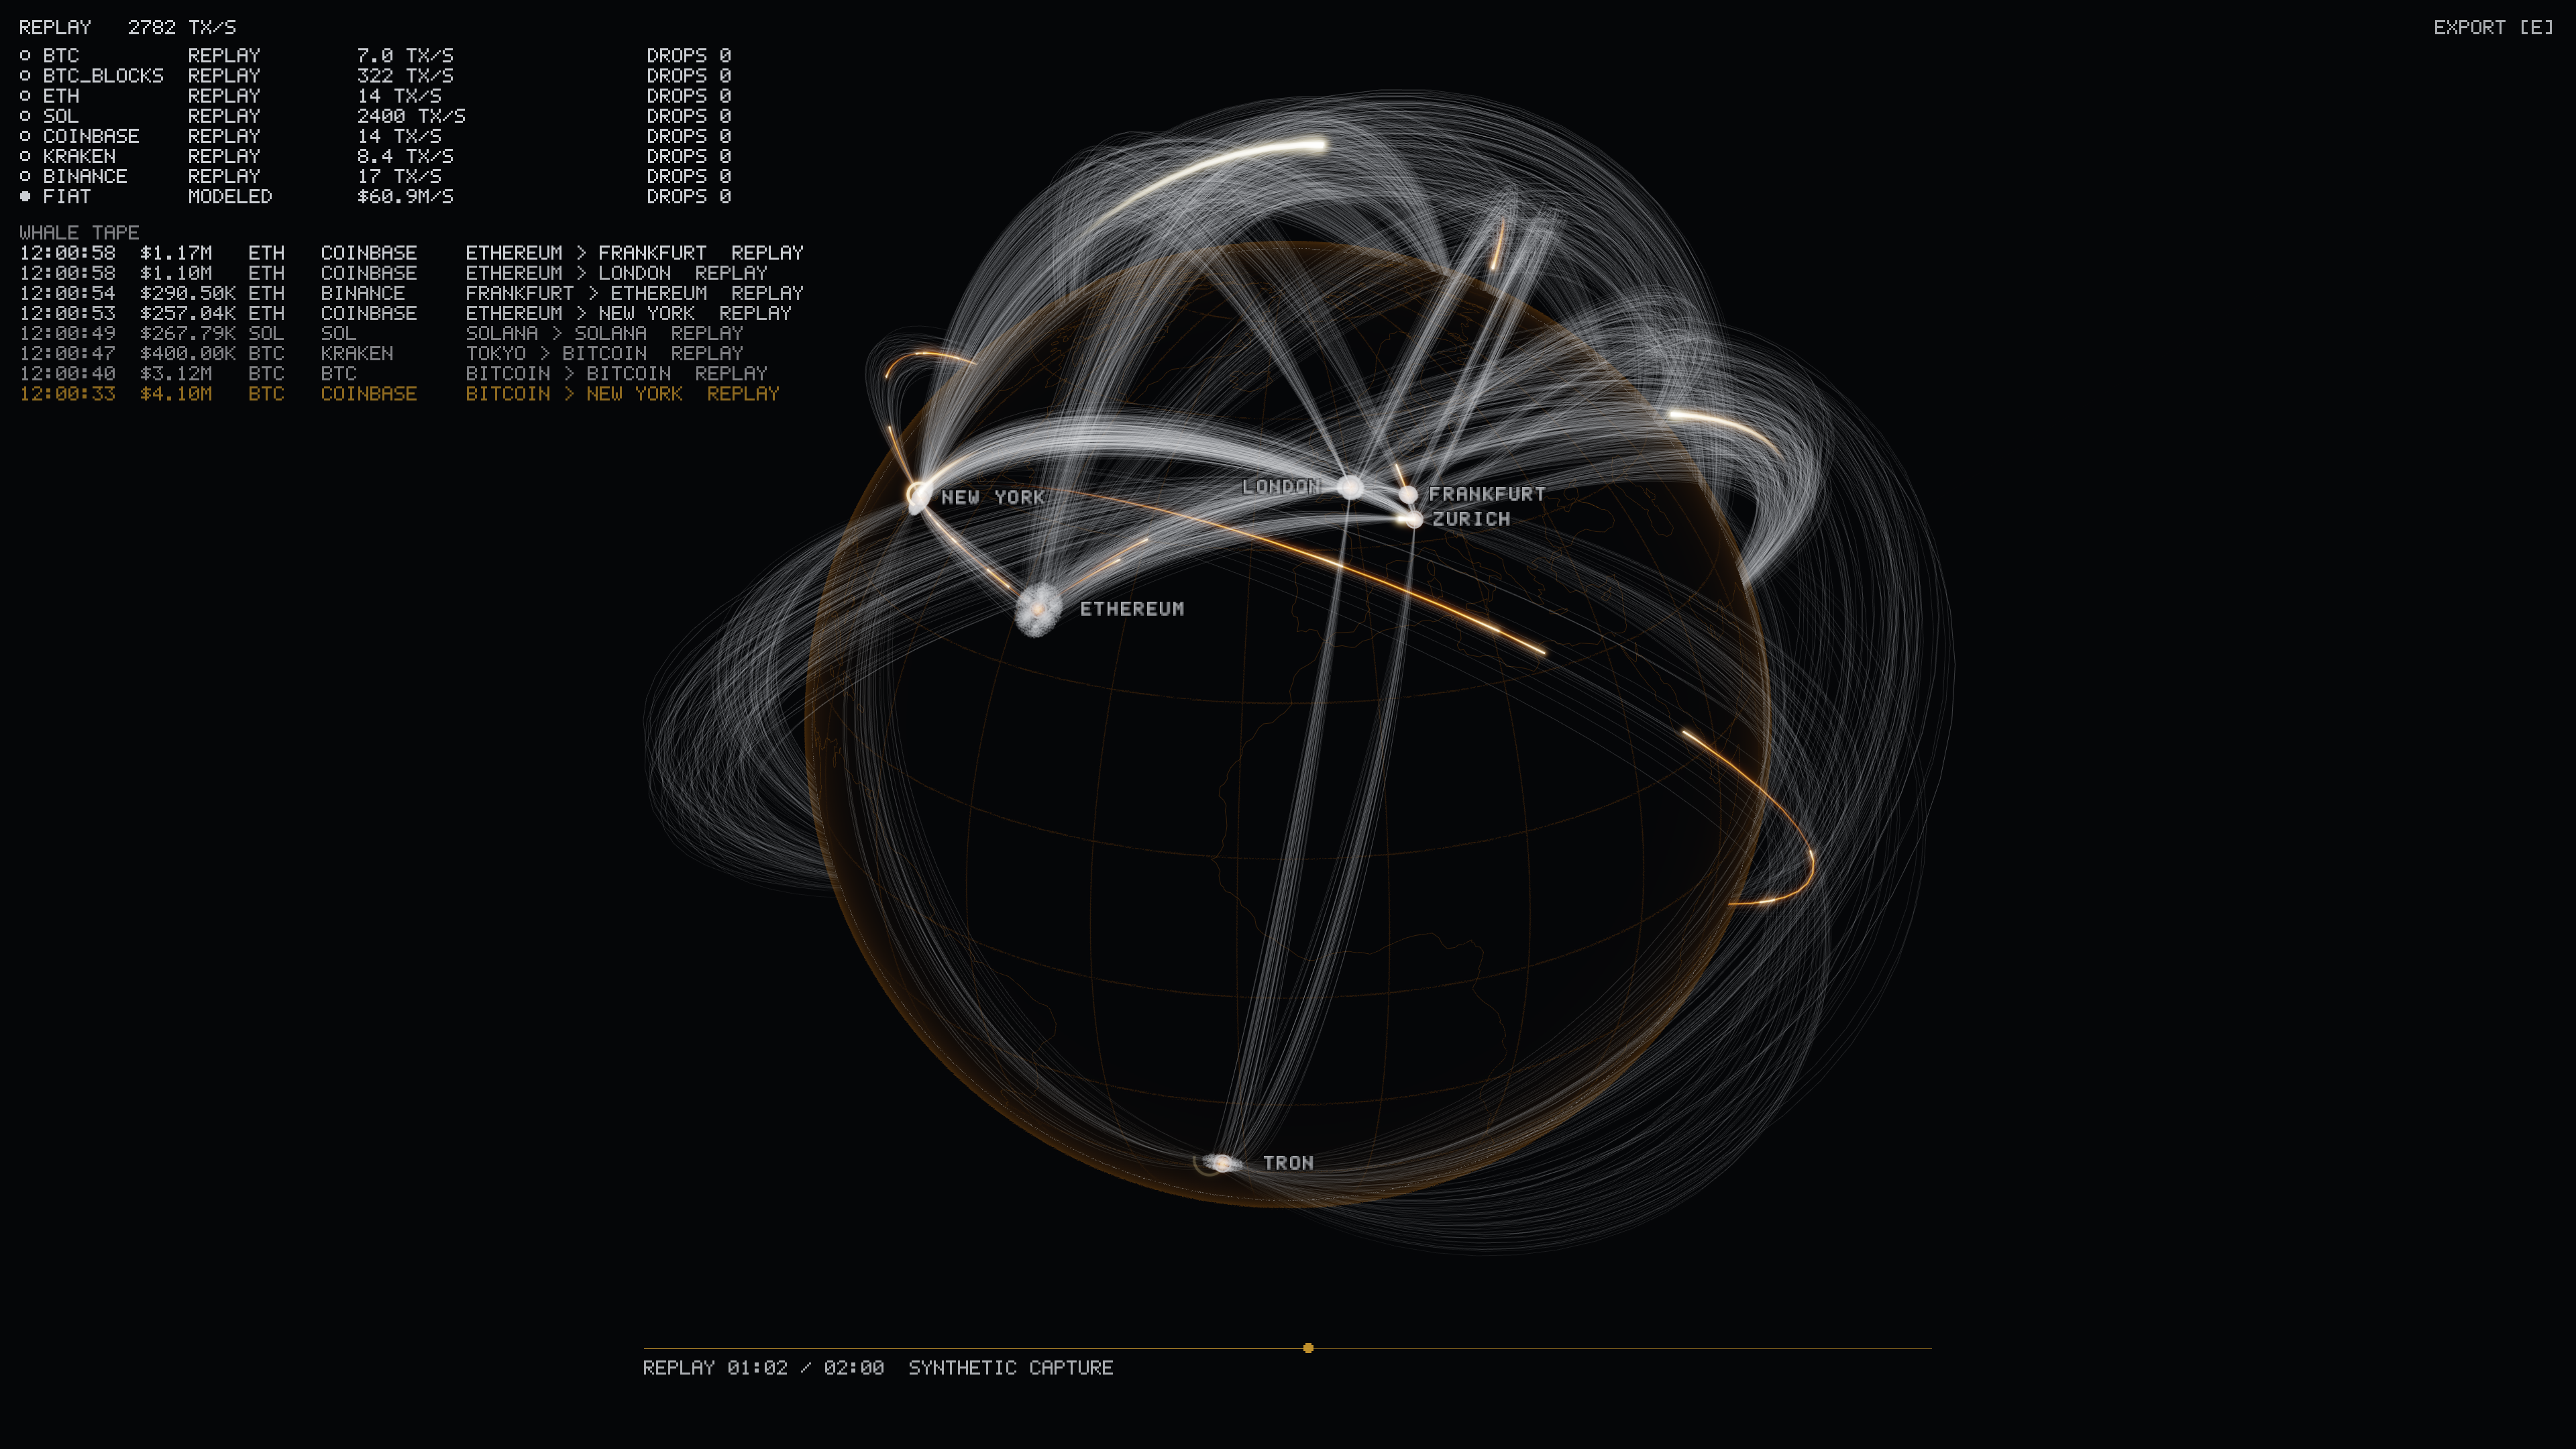 REPLAY 2782 TX/S
EXPORT [E]
BTC REPLAY 7.0 TX/S DROPS 0
BTC_BLOCKS REPLAY 322 TX/S DROPS 0
ETH REPLAY 14 TX/S DROPS 0
SOL REPLAY 2400 TX/S DROPS 0
COINBASE REPLAY 14 TX/S DROPS 0
KRAKEN REPLAY 8.4 TX/S DROPS 0
BINANCE REPLAY 17 TX/S DROPS 0
FIAT MODELED $60.9M/S DROPS 0
WHALE TAPE
12:00:58 $1.17M ETH COINBASE ETHEREUM > FRANKFURT REPLAY
12:00:58 $1.10M ETH COINBASE ETHEREUM > LONDON REPLAY
12:00:54 $290.50K ETH BINANCE FRANKFURT > ETHEREUM REPLAY
12:00:53 $257.04K ETH COINBASE ETHEREUM > NEW YORK REPLAY
12:00:49 $267.79K SOL SOL SOLANA > SOLANA REPLAY
12:00:47 $400.00K BTC KRAKEN TOKYO > BITCOIN REPLAY
12:00:40 $3.12M BTC BTC BITCOIN > BITCOIN REPLAY
12:00:33 $4.10M BTC COINBASE BITCOIN > NEW YORK REPLAY
NEW YORK
LONDON
FRANKFURT
ZURICH
ETHEREUM
TRON
REPLAY 01:02 / 02:00 SYNTHETIC CAPTURE